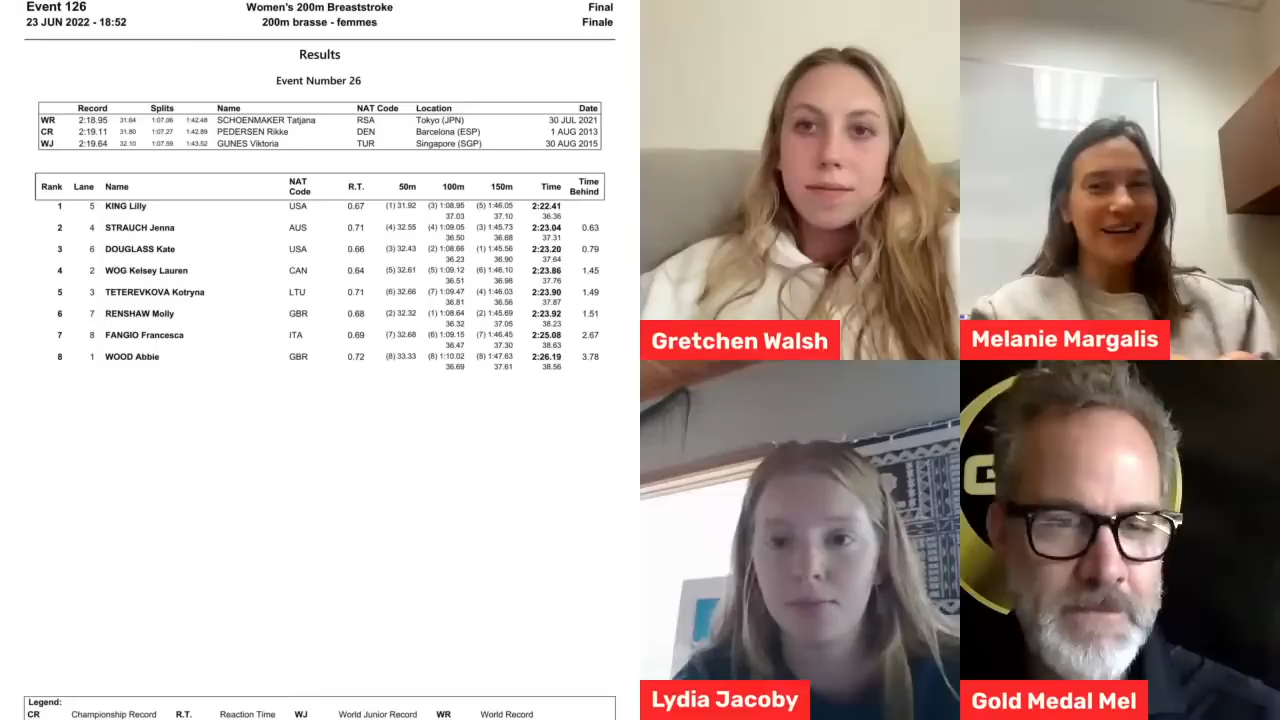 Event 126 Women's 200m Breaststroke Final
23 JUN 2022 - 18:52 200m brasse - femmes Finale
Results
Event Number 26
Record Splits Name NAT Code Location Date
WR 2:18.95 31.64 1:07.06 1:42.48 SCHOENMAKER Tatjana RSA Tokyo (JPN) 30 JUL 2021
CR 2:19.11 31.80 1:07.27 1:42.89 PEDERSEN Rikke DEN Barcelona (ESP) 1 AUG 2013
WJ 2:19.64 32.10 1:07.59 1:43.52 GUNES Viktoria TUR Singapore (SGP) 30 AUG 2015
Rank Lane Name NAT Code R.T. 50m 100m 150m Time Time Behind
1 5 KING Lilly USA 0.67 (1) 31.92 (3) 1:08.95 (5) 1:46.05 2:22.41
37.03 37.10 36.36
2 4 STRAUCH Jenna AUS 0.71 (4) 32.55 (4) 1:09.05 (3) 1:45.73 2:23.04 0.63
36.50 36.68 37.31
3 6 DOUGLASS Kate USA 0.66 (3) 32.43 (2) 1:08.66 (1) 1:45.56 2:23.20 0.79
36.23 36.90 37.64
4 2 WOG Kelsey Lauren CAN 0.64 (5) 32.61 (5) 1:09.12 (6) 1:46.10 2:23.86 1.45
36.51 36.98 37.76
5 3 TETEREVKOVA Kotryna LTU 0.71 (6) 32.66 (7) 1:09.47 (4) 1:46.03 2:23.90 1.49
36.81 36.56 37.87
6 7 RENSHAW Molly GBR 0.68 (2) 32.32 (1) 1:08.64 (2) 1:45.69 2:23.92 1.51
36.32 37.05 38.23
7 8 FANGIO Francesca ITA 0.69 (7) 32.68 (6) 1:09.15 (7) 1:46.45 2:25.08 2.67
36.47 37.30 38.63
8 1 WOOD Abbie GBR 0.72 (8) 33.33 (8) 1:10.02 (8) 1:47.63 2:26.19 3.78
36.69 37.61 38.56
Legend:
CR Championship Record R.T. Reaction Time WJ World Junior Record WR World Record
Gretchen Walsh
Melanie Margalis
Lydia Jacoby
Gold Medal Mel
G